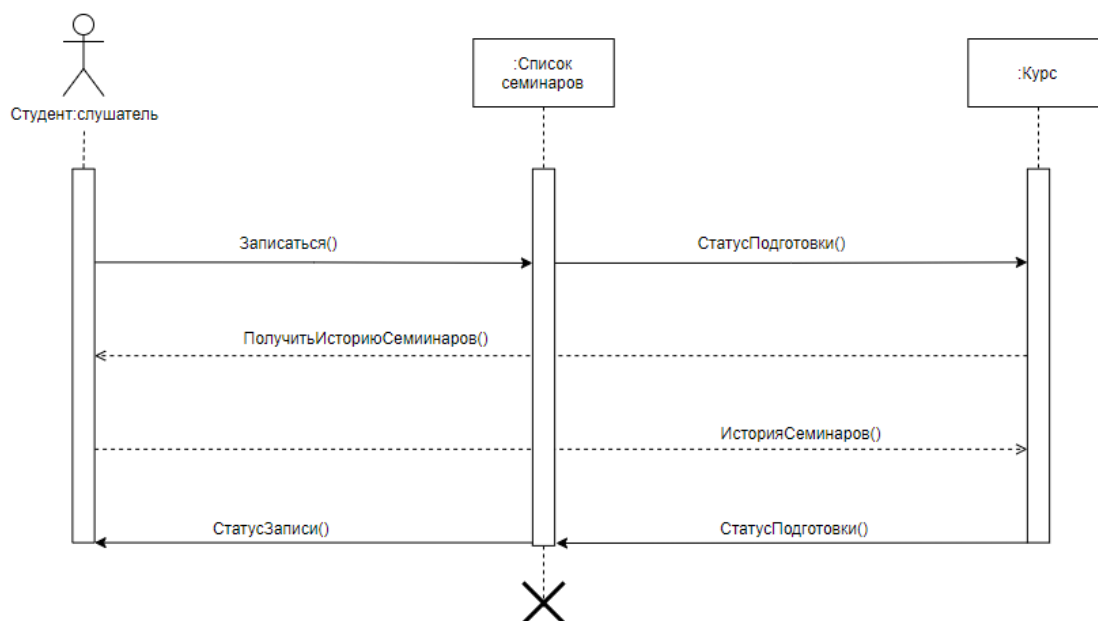 :Список
семинаров
:Курс
Студент:слушатель
Записаться()
СтатусПодготовки()
ПолучитьИсториюСемиинаров()
ИсторияСеминаров()
СтатусЗаписи()
СтатусПодготовки()